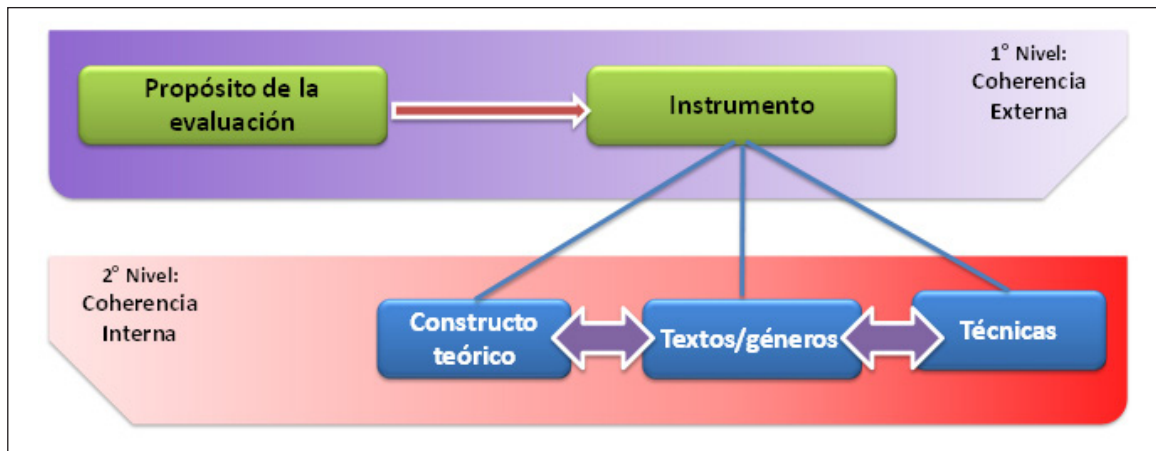 Propósito de la
evaluación
Instrumento
1° Nivel:
Coherencia
Externa
2° Nivel:
Coherencia
Interna
Constructo
teórico
Textos/géneros
Técnicas